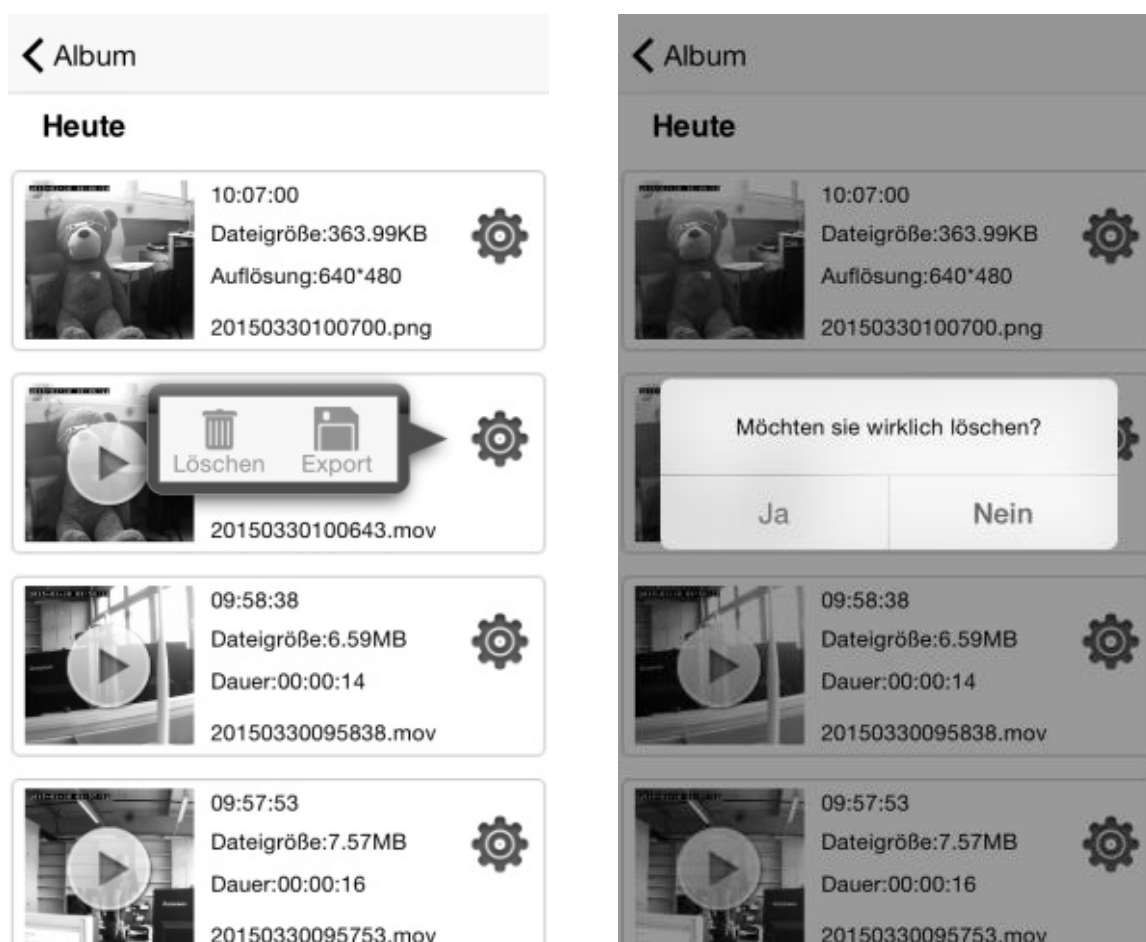 Album
Heute
10:07:00
Dateigröße:363.99KB
Auflösung:640*480
20150330100700.png
Löschen
Export
20150330100643.mov
09:58:38
Dateigröße:6.59MB
Dauer:00:00:14
20150330095838.mov
09:57:53
Dateigröße:7.57MB
Dauer:00:00:16
20150330095753.mov
Album
Heute
10:07:00
Dateigröße:363.99KB
Auflösung:640*480
20150330100700.png
Möchten sie wirklich löschen?
Ja
Nein
09:58:38
Dateigröße:6.59MB
Dauer:00:00:14
20150330095838.mov
09:57:53
Dateigröße:7.57MB
Dauer:00:00:16
20150330095753.mov